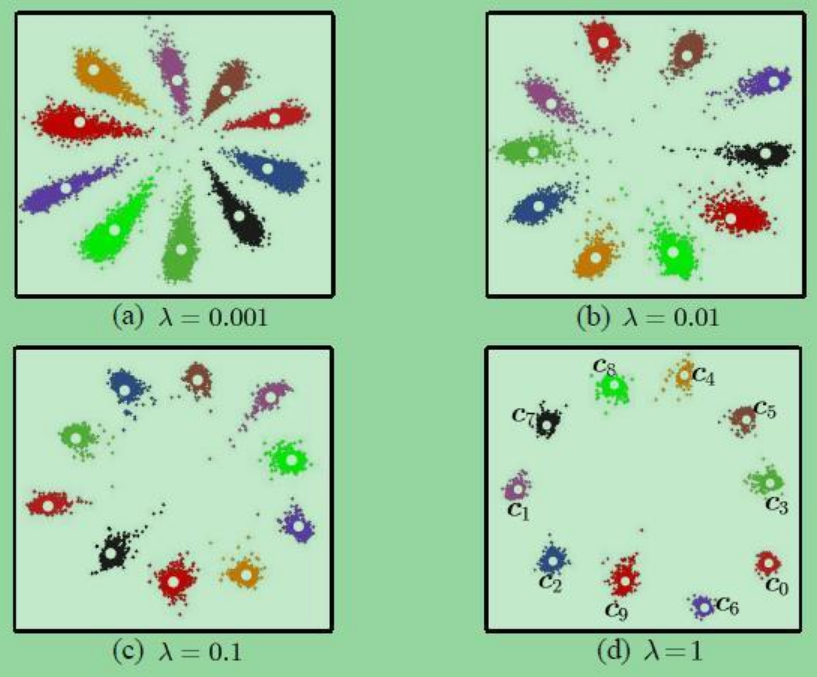 (a) λ = 0.001
(b) λ = 0.01
c8 c4
c7 c5
c1 c3
c2 c9 c6 c0
(c) λ = 0.1
(d) λ = 1